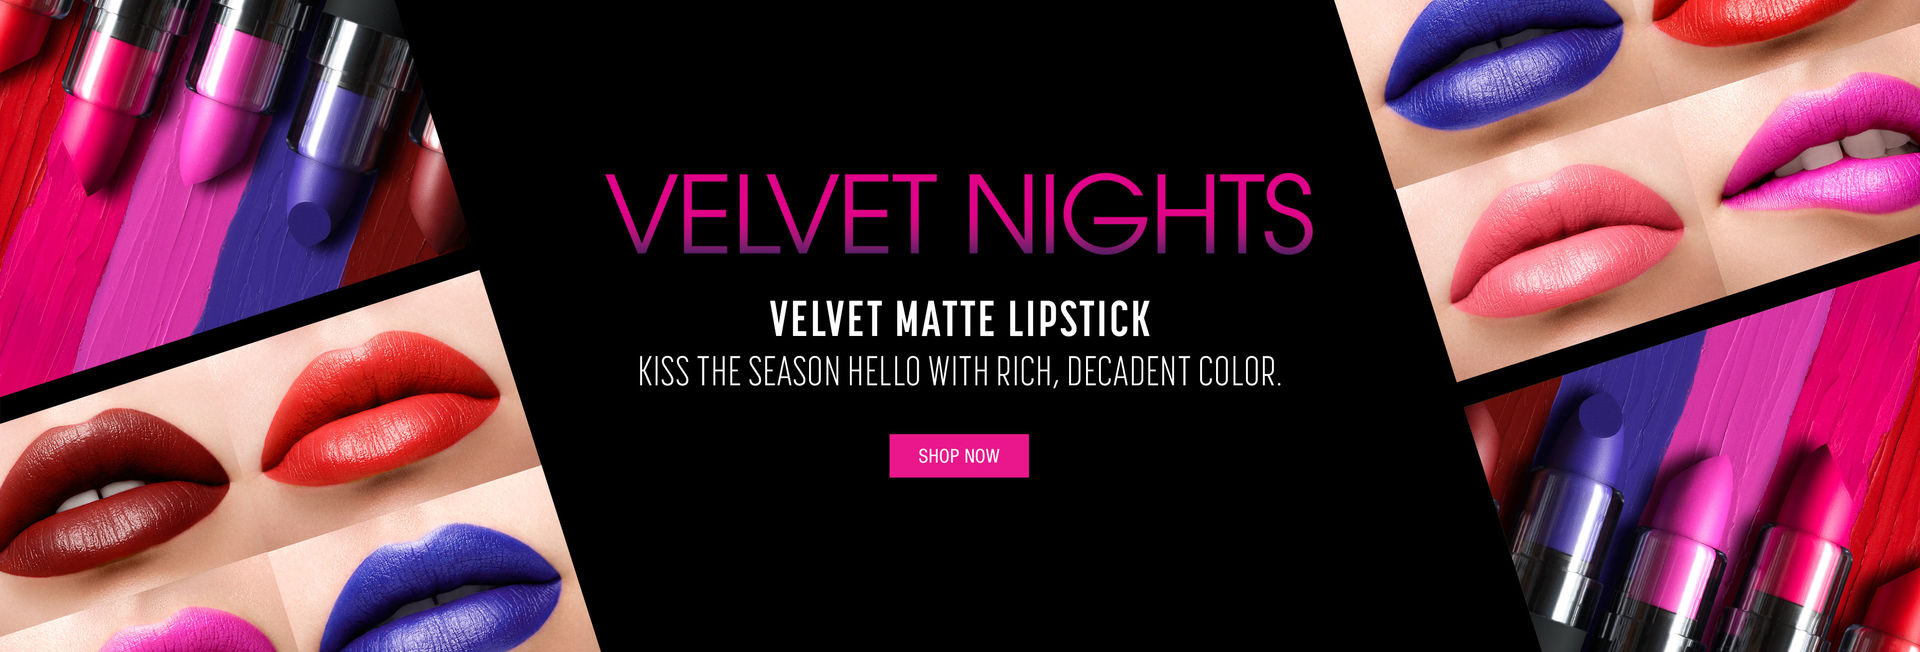 VELVET NIGHTS
VELVET MATTE LIPSTICK
KISS THE SEASON HELLO WITH RICH, DECADENT COLOR.
SHOP NOW